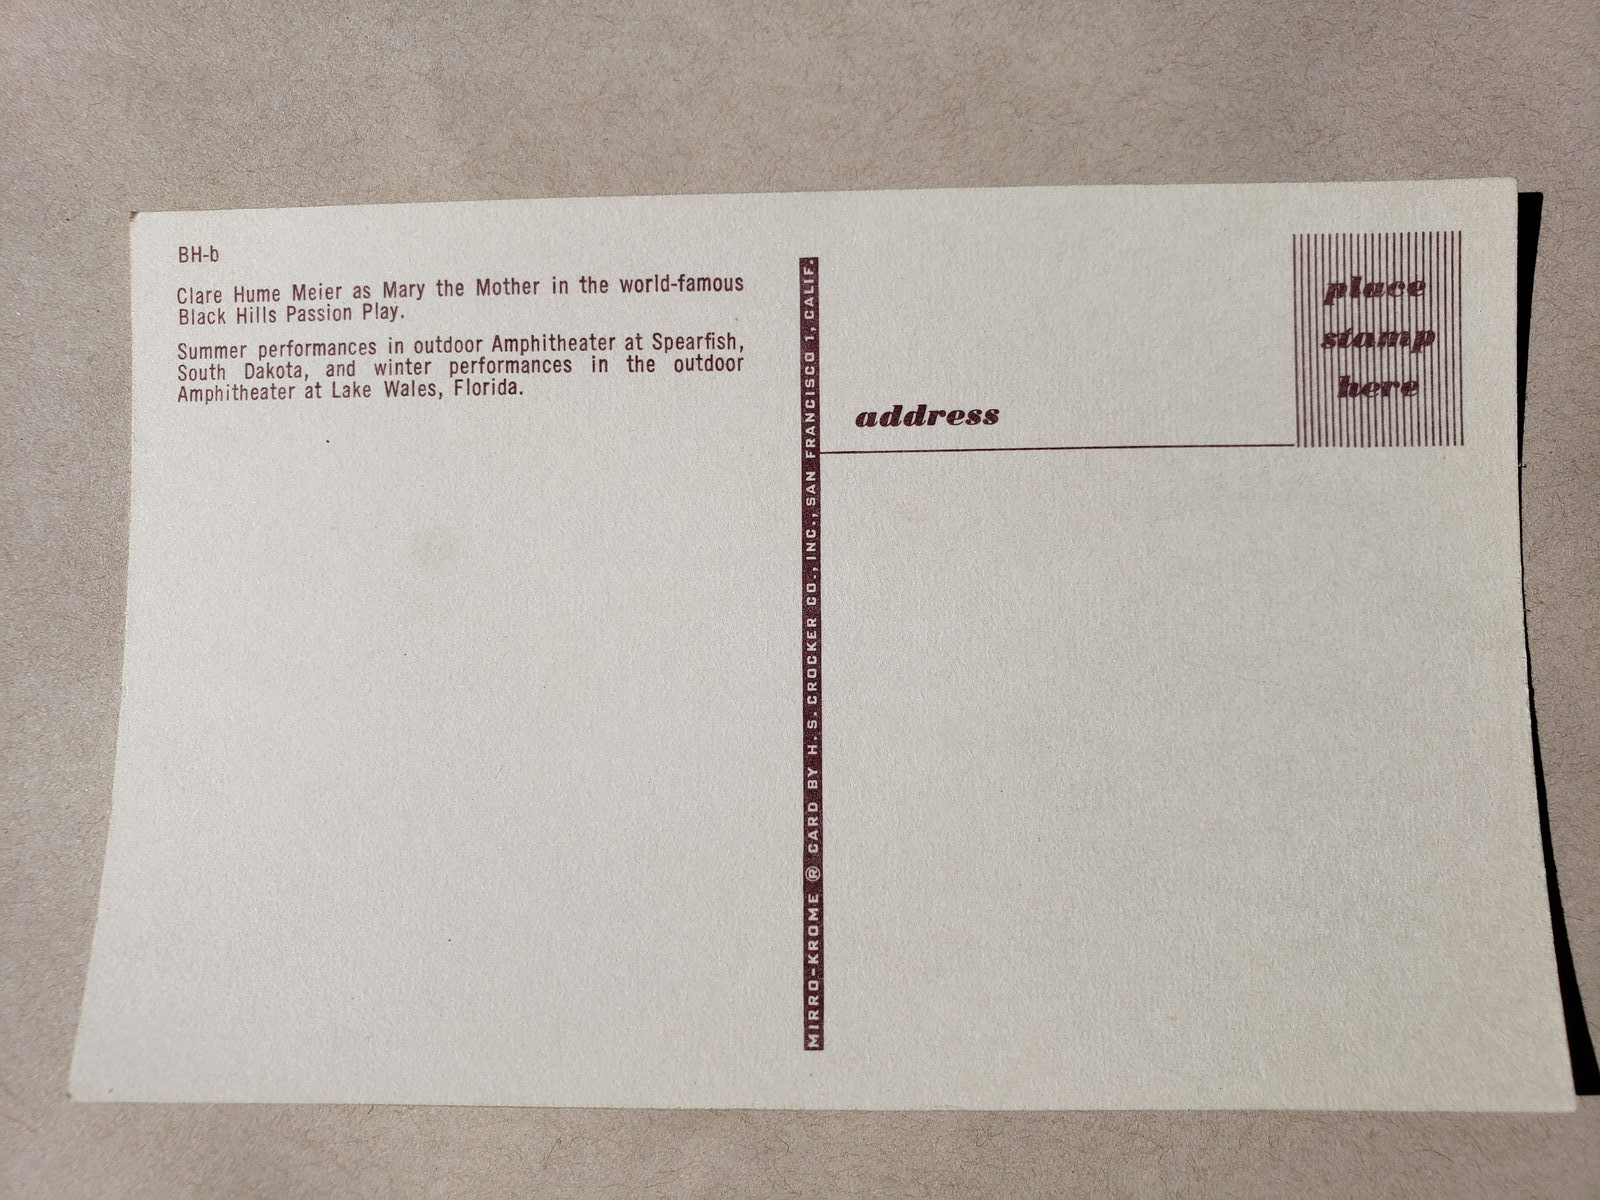 BH-b
Clare Hume Meier as Mary the Mother in the world-famous
Black Hills Passion Play.
Summer performances in outdoor Amphitheater at Spearfish,
South Dakota, and winter performances in the outdoor
Amphitheater at Lake Wales, Florida.
MIRRO-KROME ® CARD BY H. S. CROCKER CO., INC., SAN FRANCISCO 1, CALIF.
address
place
stamp
here